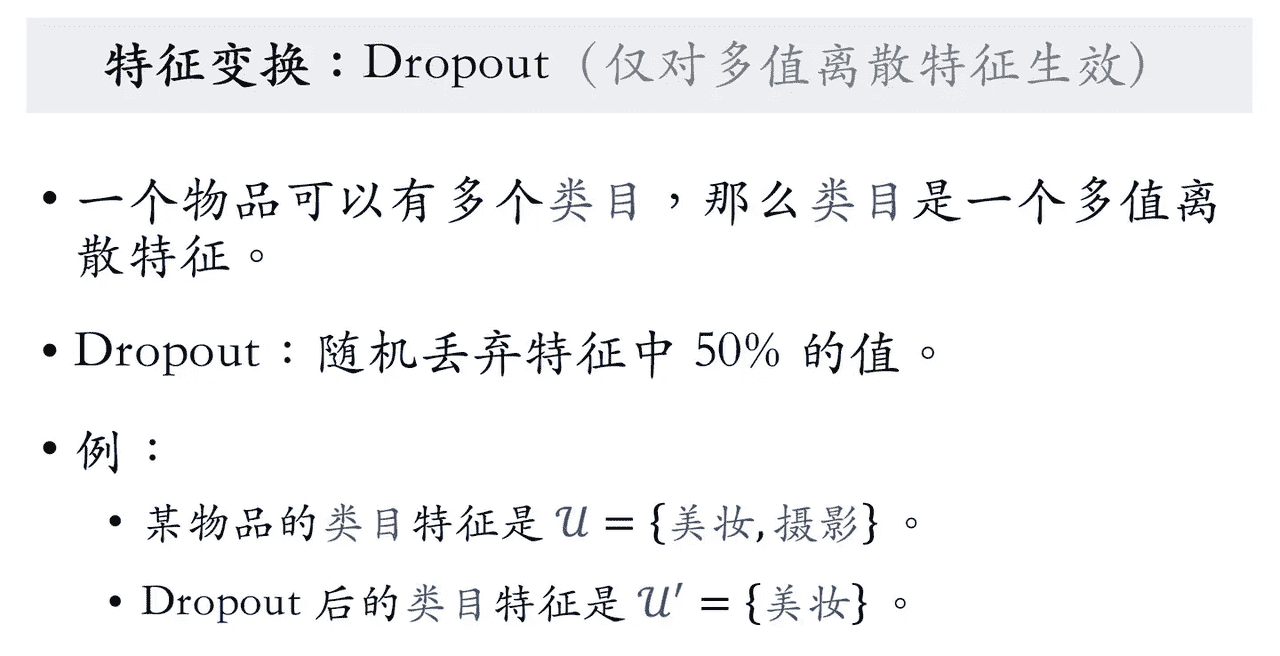 特征变换：Dropout（仅对多值离散特征生效）
• 一个物品可以有多个类目，那么类目是一个多值离
散特征。
• Dropout：随机丢弃特征中 50% 的值。
• 例：
• 某物品的类目特征是 𝒰 = {美妆, 摄影} 。
• Dropout 后的类目特征是 𝒰′ = {美妆} 。